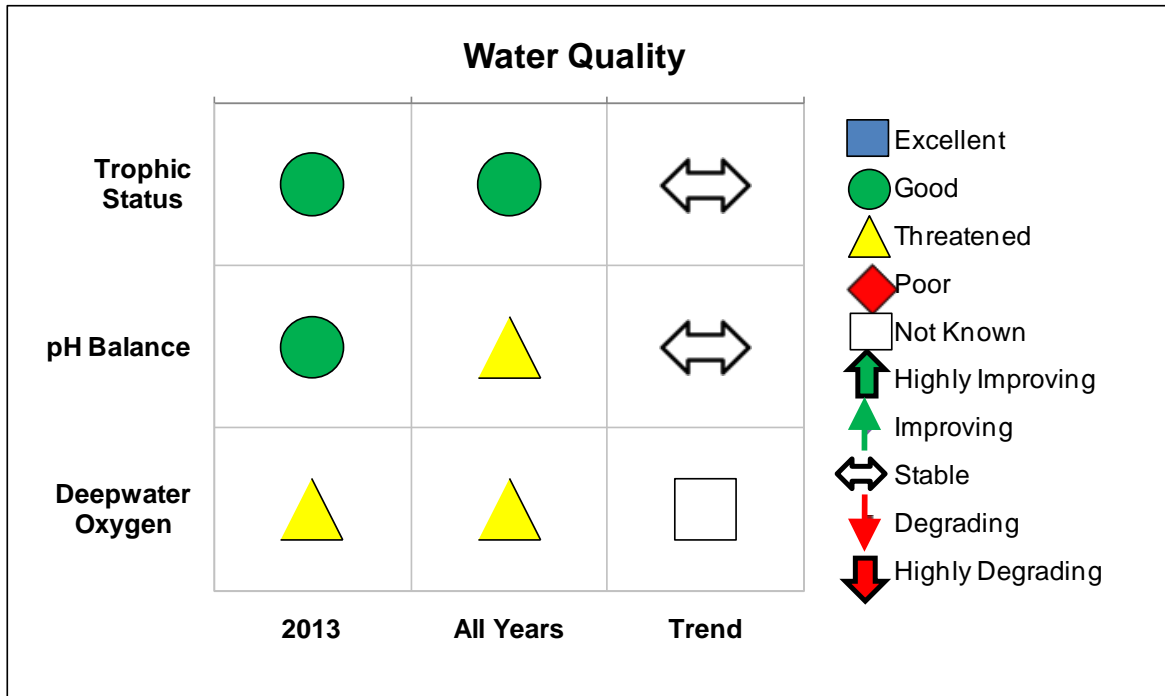 Water Quality
Trophic
Status
pH Balance
Deepwater
Oxygen
2013
All Years
Trend
Excellent
Good
Threatened
Poor
Not Known
Highly Improving
Improving
Stable
Degrading
Highly Degrading